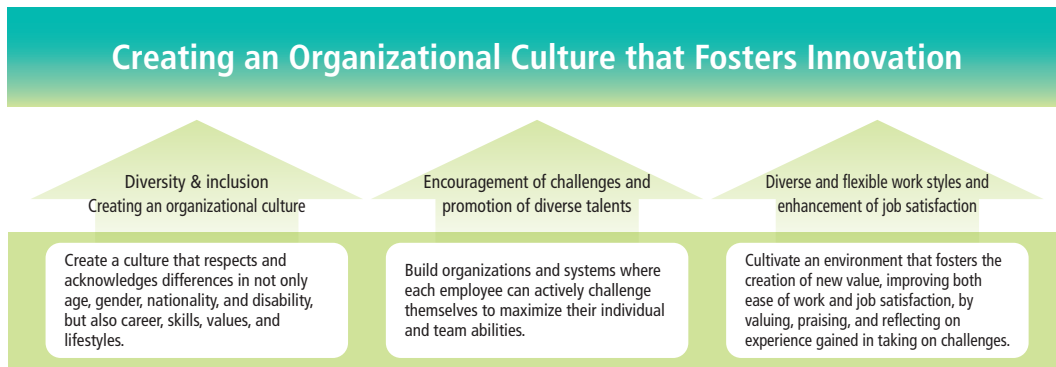 Creating an Organizational Culture that Fosters Innovation
Diversity & inclusion
Creating an organizational culture
Encouragement of challenges and
promotion of diverse talents
Diverse and flexible work styles and
enhancement of job satisfaction
Create a culture that respects and
acknowledges differences in not only
age, gender, nationality, and disability,
but also career, skills, values, and
lifestyles.
Build organizations and systems where
each employee can actively challenge
themselves to maximize their individual
and team abilities.
Cultivate an environment that fosters the
creation of new value, improving both
ease of work and job satisfaction, by
valuing, praising, and reflecting on
experience gained in taking on challenges.